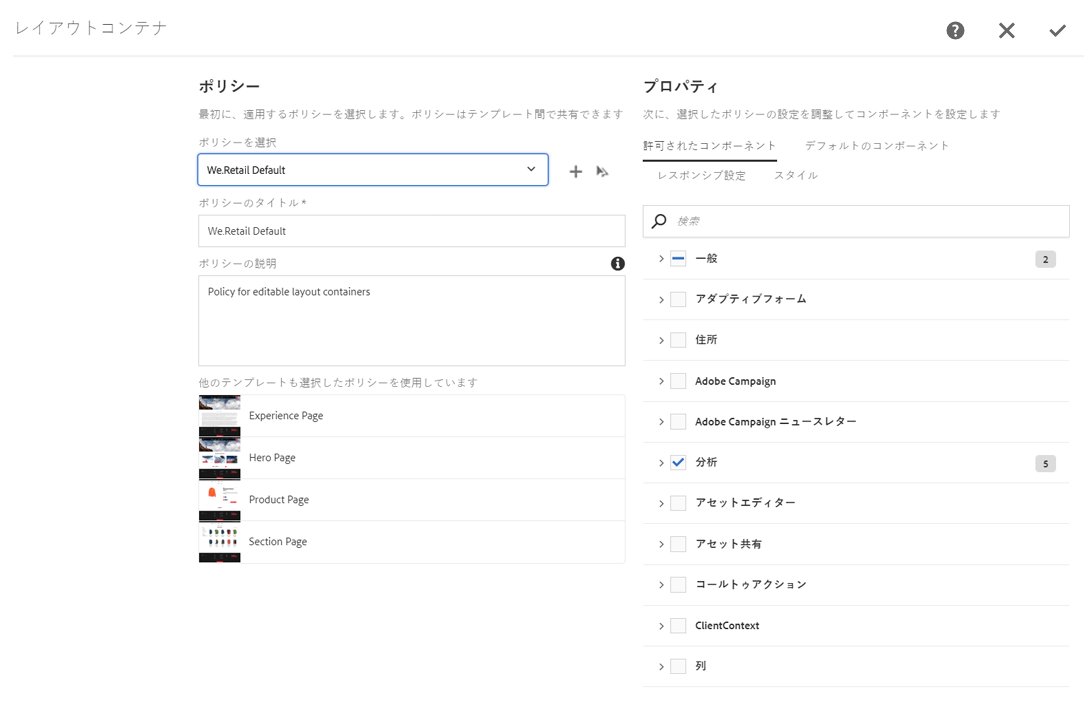 レイアウトコンテナ
ポリシー
最初に、適用するポリシーを選択します。ポリシーはテンプレート間で共有できます
ポリシーを選択
We.Retail Default
ポリシーのタイトル *
We.Retail Default
ポリシーの説明
Policy for editable layout containers
他のテンプレートも選択したポリシーを使用しています
Experience Page
Hero Page
Product Page
Section Page
プロパティ
次に、選択したポリシーの設定を調整してコンポーネントを設定します
許可されたコンポーネント デフォルトのコンポーネント
レスポンシブ設定 スタイル
検索
一般 2
アダプティブフォーム
住所
Adobe Campaign
Adobe Campaign ニュースレター
分析 5
アセットエディター
アセット共有
コールトゥアクション
ClientContext
列